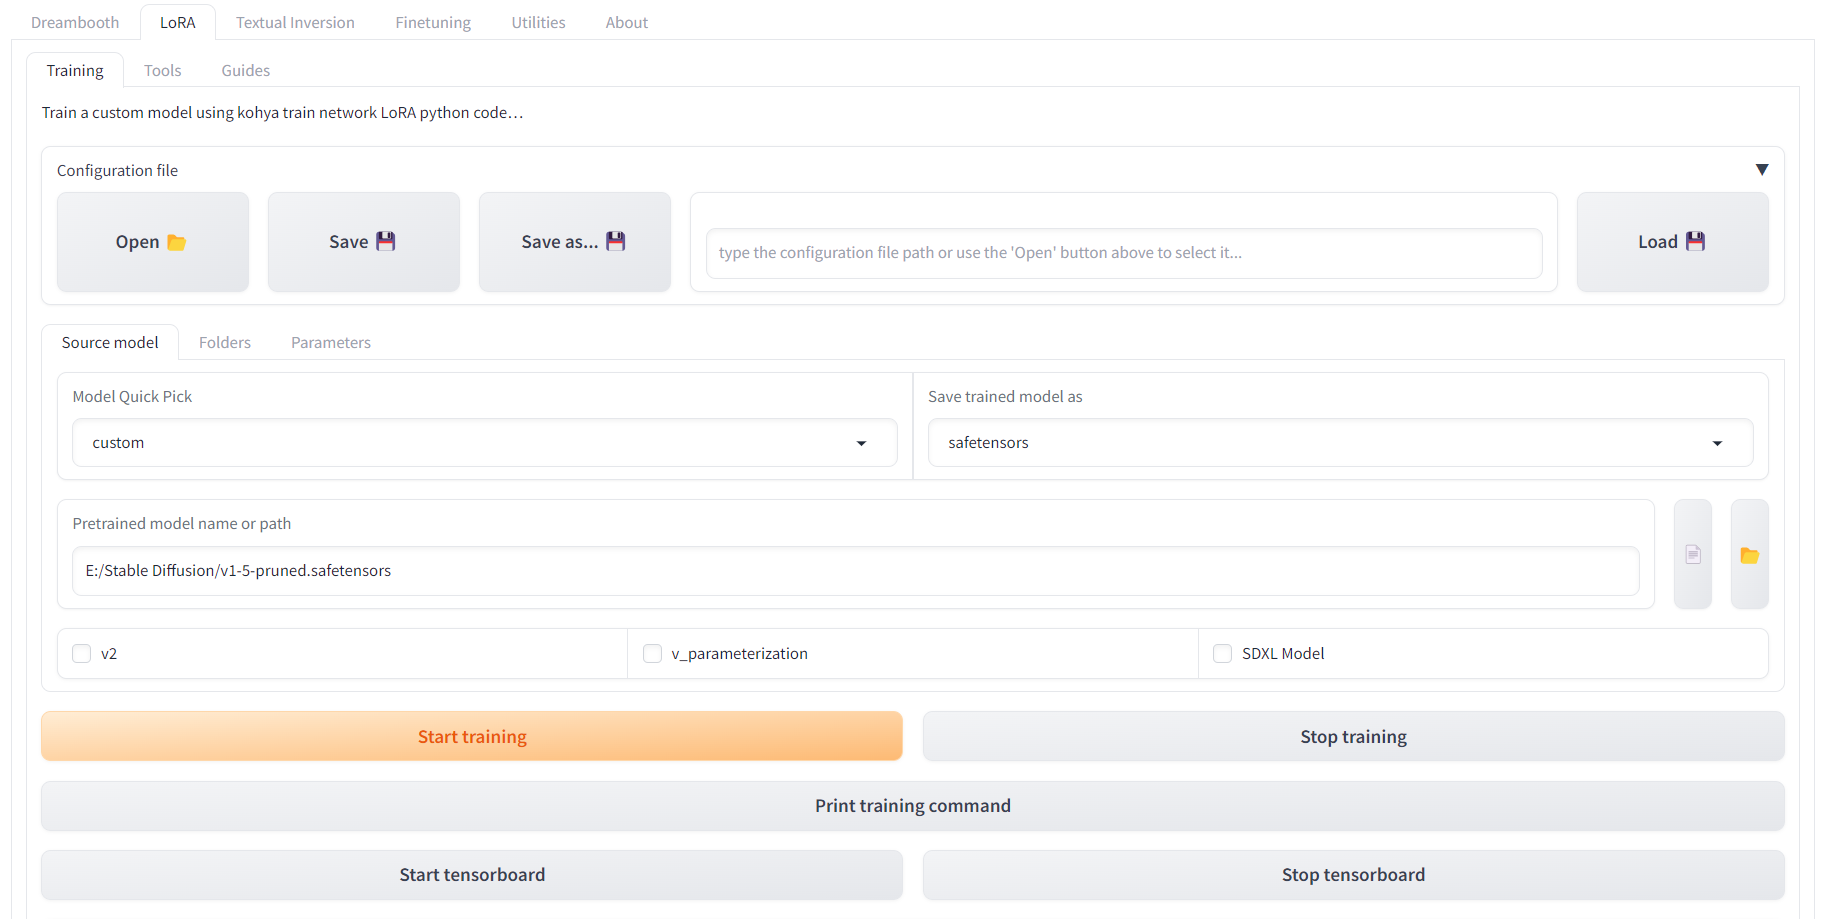 Dreambooth LoRA Textual Inversion Finetuning Utilities About
Training Tools Guides
Train a custom model using kohya train network LoRA python code…
Configuration file
Open Save Save as... Load
type the configuration file path or use the 'Open' button above to select it...
Source model Folders Parameters
Model Quick Pick Save trained model as
custom safetensors
Pretrained model name or path
E:/Stable Diffusion/v1-5-pruned.safetensors
v2 v_parameterization SDXL Model
Start training Stop training
Print training command
Start tensorboard Stop tensorboard